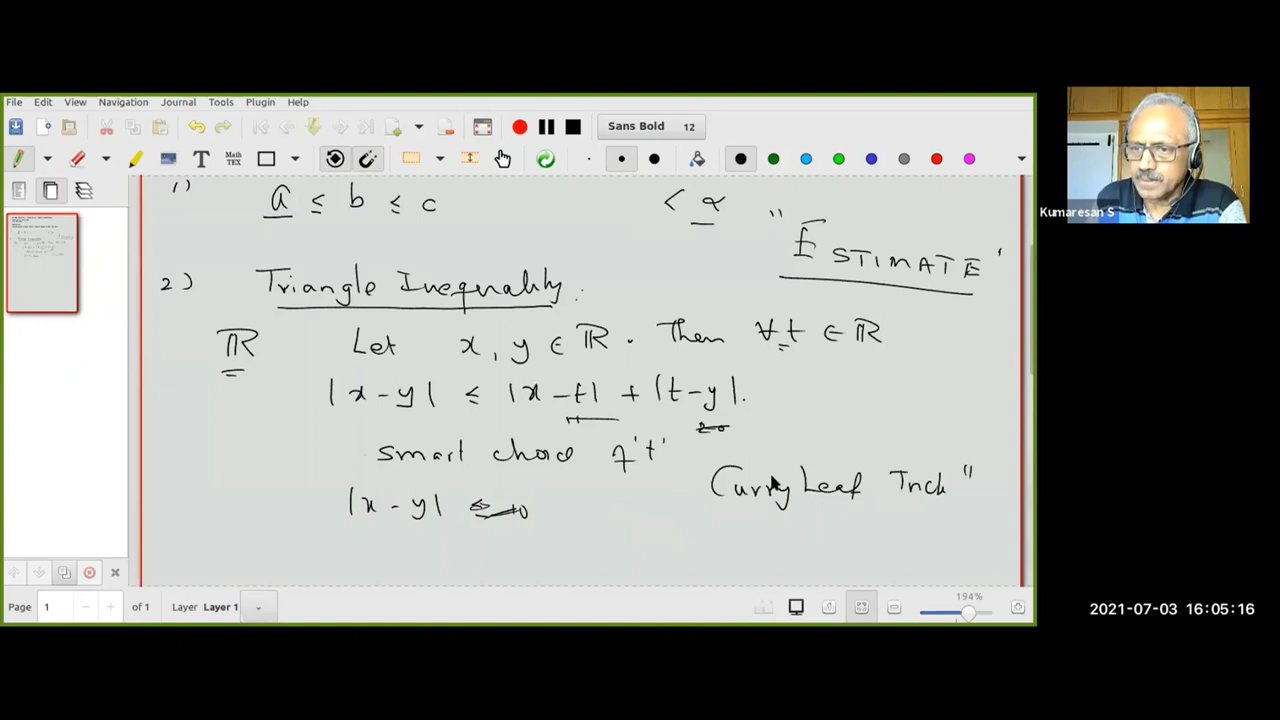 File Edit View Navigation Journal Tools Plugin Help
Sans Bold 12
T Math TEX
1)
a ≤ b ≤ c < α
" ESTIMATE '
2) Triangle Inequality.
ℝ Let x, y ∈ ℝ. Then ∀ t ∈ ℝ
|x - y| ≤ |x - t| + |t - y|.
smart of 't'
Curry Leaf Trick "
|x - y| ≤
Kumaresan S
Page 1 of 1 Layer Layer 1 194%
2021-07-03 16:05:16